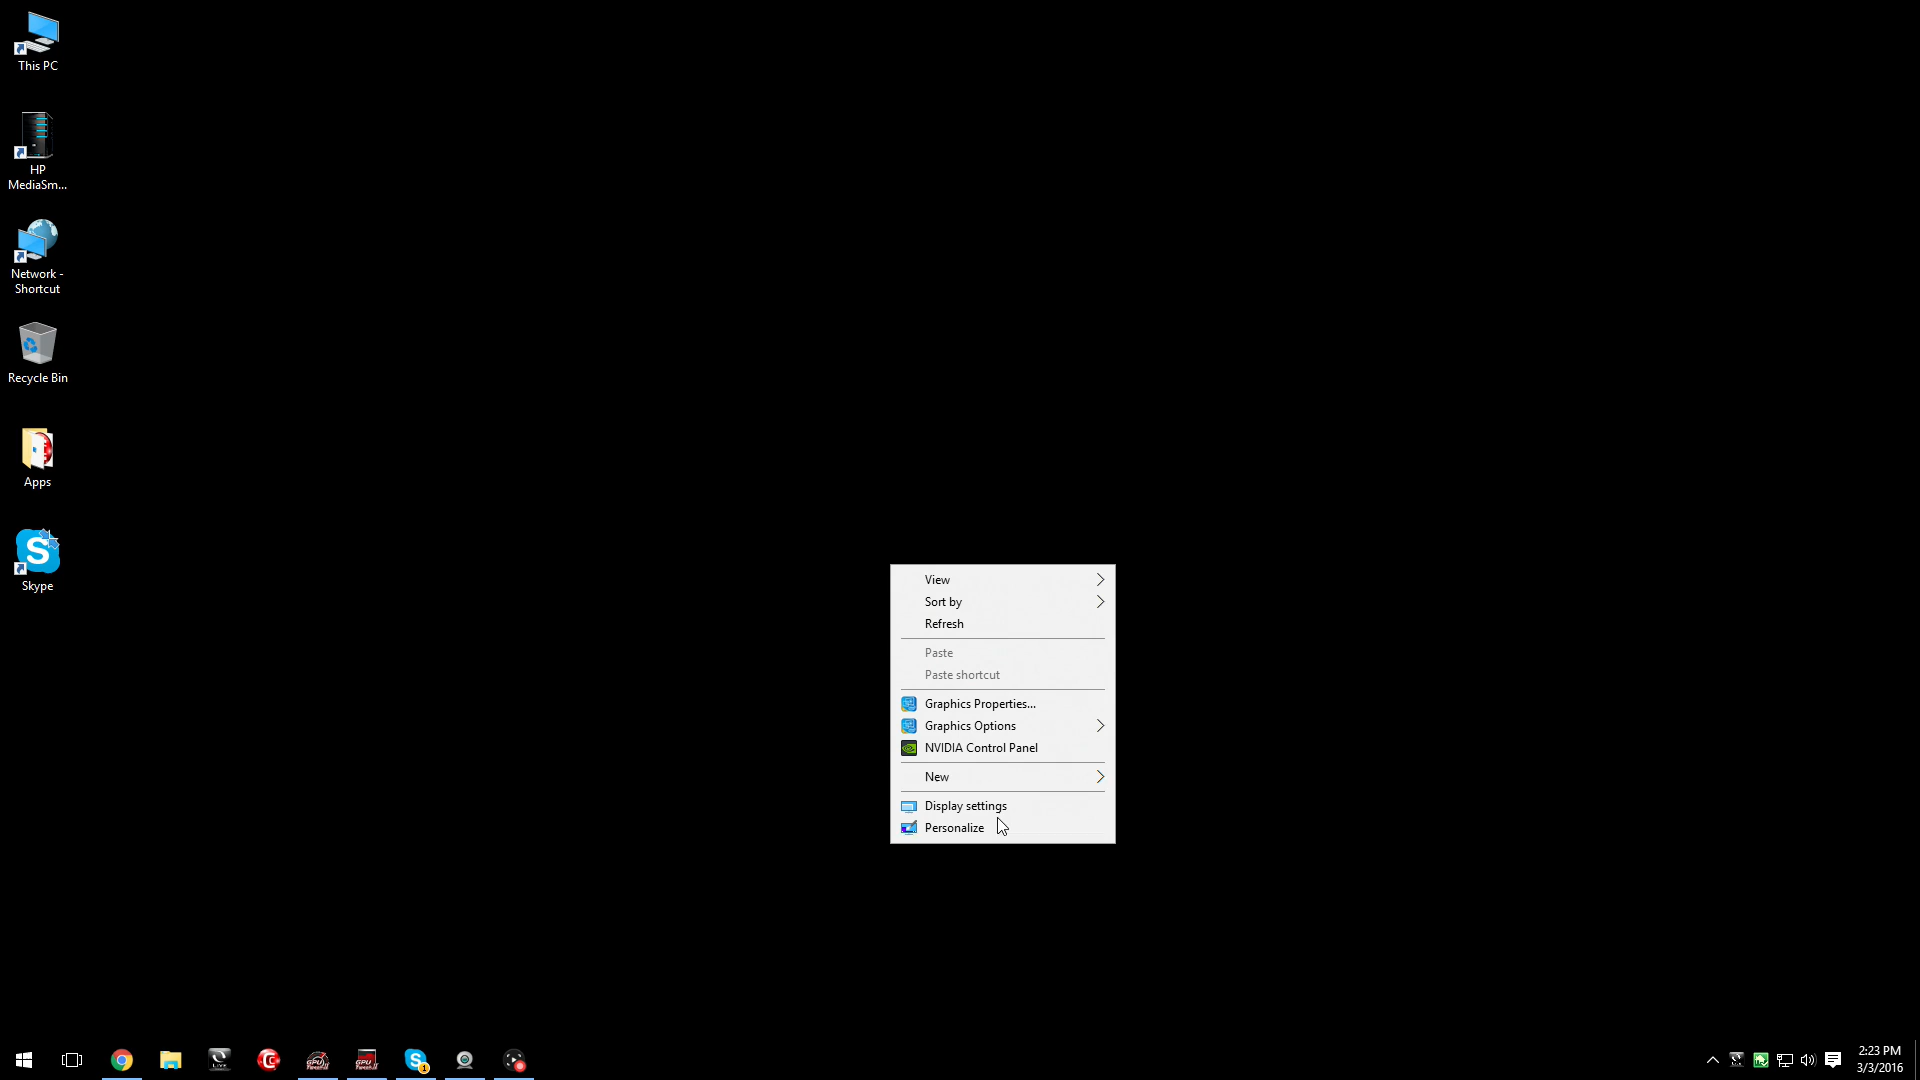 This PC
HP
MediaSm...
Network -
Shortcut
Recycle Bin
Apps
Skype
View
Sort by
Refresh
Paste
Paste shortcut
Graphics Properties...
Graphics Options
NVIDIA Control Panel
New
Display settings
Personalize
2:23 PM
3/3/2016